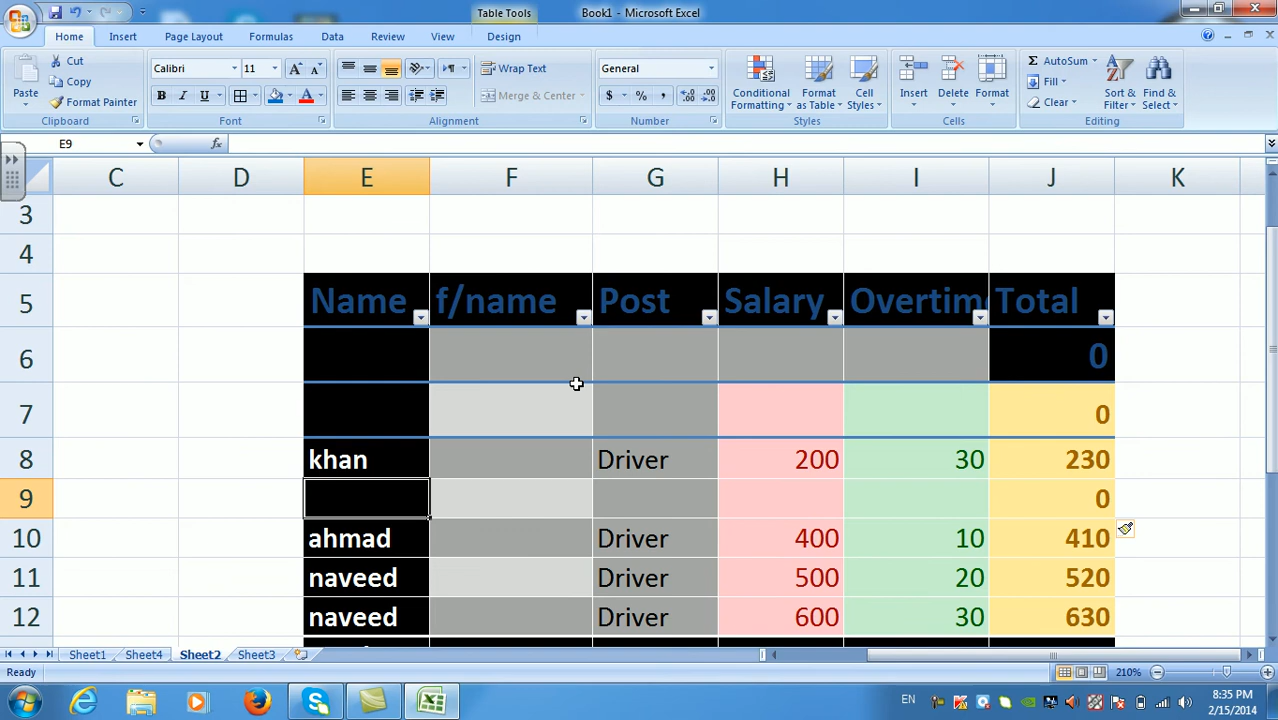 Table Tools
Book1 - Microsoft Excel
Home Insert Page Layout Formulas Data Review View Design
Paste
Cut
Copy
Format Painter
Clipboard
Calibri 11
B I U
Font
Wrap Text
Merge & Center
Alignment
General
$ % ,
Number
Conditional Formatting
Format as Table
Cell Styles
Styles
Insert
Delete
Format
Cells
AutoSum
Fill
Clear
Sort & Filter
Find & Select
Editing
E9 fx
C D E F G H I J K
3
4
5 Name f/name Post Salary Overtime Total
6 0
7 0
8 khan Driver 200 30 230
9 0
10 ahmad Driver 400 10 410
11 naveed Driver 500 20 520
12 naveed Driver 600 30 630
Sheet1 Sheet4 Sheet2 Sheet3
Ready 210%
EN
8:35 PM
2/15/2014